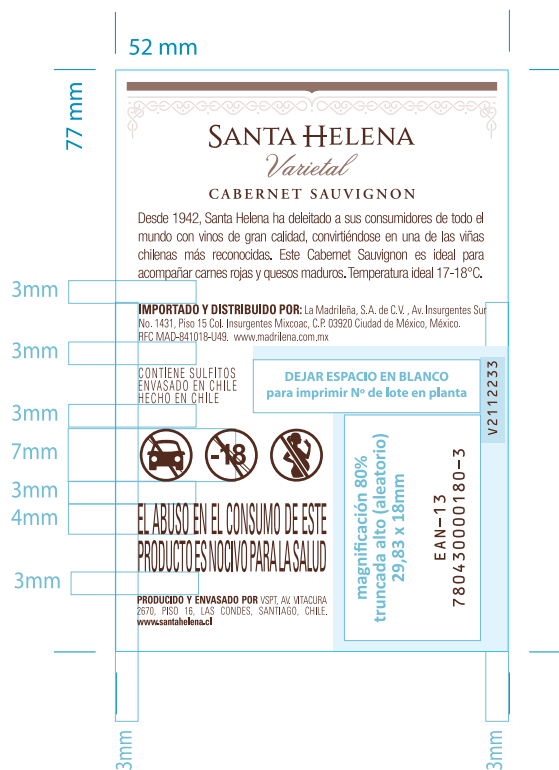 52 mm
77 mm
SANTA HELENA
Varietal
CABERNET SAUVIGNON
Desde 1942, Santa Helena ha deleitado a sus consumidores de todo el
mundo con vinos de gran calidad, convirtiéndose en una de las viñas
chilenas más reconocidas. Este Cabernet Sauvignon es ideal para
acompañar carnes rojas y quesos maduros. Temperatura ideal 17-18°C.
3mm
IMPORTADO Y DISTRIBUIDO POR: La Madrileña, S.A. de C.V. , Av. Insurgentes Sur
No. 1431, Piso 15 Col. Insurgentes Mixcoac, C.P. 03920 Ciudad de México, México.
RFC MAD-841018-U49. www.madrilena.com.mx
3mm
CONTIENE SULFITOS
ENVASADO EN CHILE
HECHO EN CHILE
DEJAR ESPACIO EN BLANCO
para imprimir Nº de lote en planta
V2112233
3mm
7mm
-18
3mm
4mm
EL ABUSO EN EL CONSUMO DE ESTE
PRODUCTO ES NOCIVO PARA LA SALUD
magnificación 80%
truncada alto (aleatorio)
29,83 x 18mm
EAN-13
7804300000180-3
3mm
PRODUCIDO Y ENVASADO POR VSPT, AV. VITACURA
2670, PISO 16, LAS CONDES, SANTIAGO, CHILE.
www.santahelena.cl
3mm
3mm